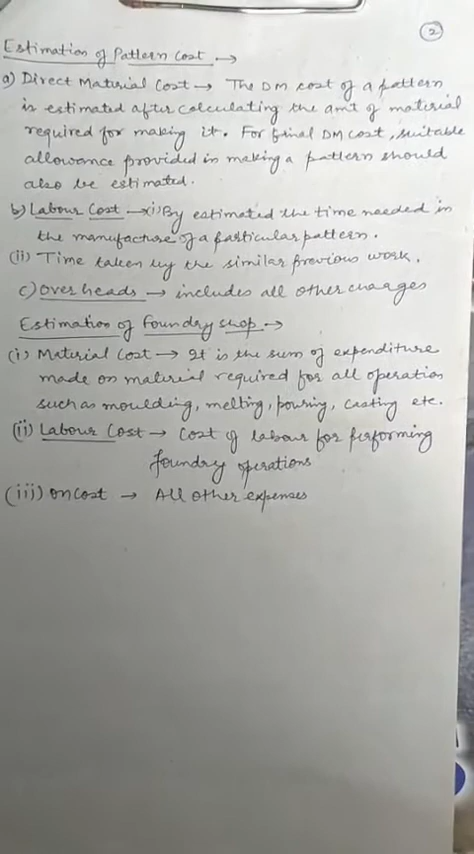 2
Estimation of Pattern Cost →
a) Direct Material Cost → The DM cost of a pattern
is estimated after calculating the amt of material
required for making it. For final DM cost, suitable
allowance provided in making a pattern should
also be estimated.
b) Labour Cost → (i) By estimated the time needed in
the manufacture of a particular pattern.
(ii) Time taken by the similar previous work.
c) Over heads → includes all other charges
Estimation of Foundry shop →
(i) Material Cost → It is the sum of expenditure
made on material required for all operation
such as moulding, melting, pouring, casting etc.
(ii) Labour Cost → Cost of labour for performing
foundry operations
(iii) On Cost → All other expenses